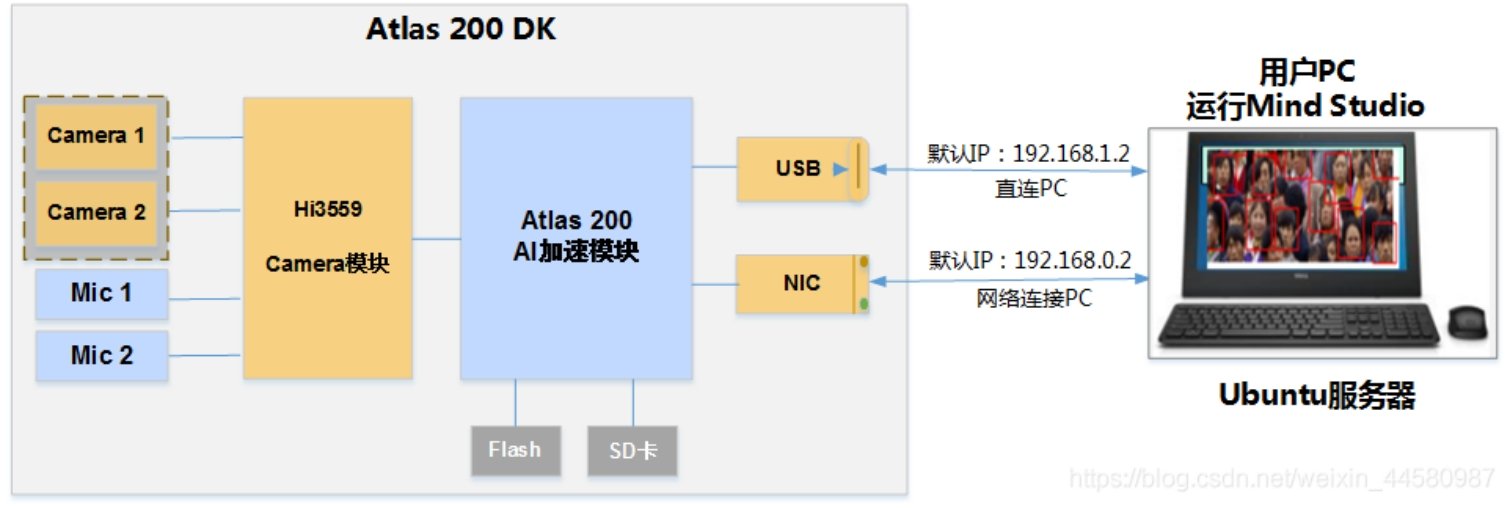 Atlas 200 DK
Camera 1
Camera 2
Mic 1
Mic 2
Hi3559
Camera模块
Atlas 200
AI加速模块
Flash
SD卡
USB
NIC
默认IP：192.168.1.2
直连PC
默认IP：192.168.0.2
网络连接PC
用户PC
运行Mind Studio
Ubuntu服务器
https://blog.csdn.net/weixin_44580987